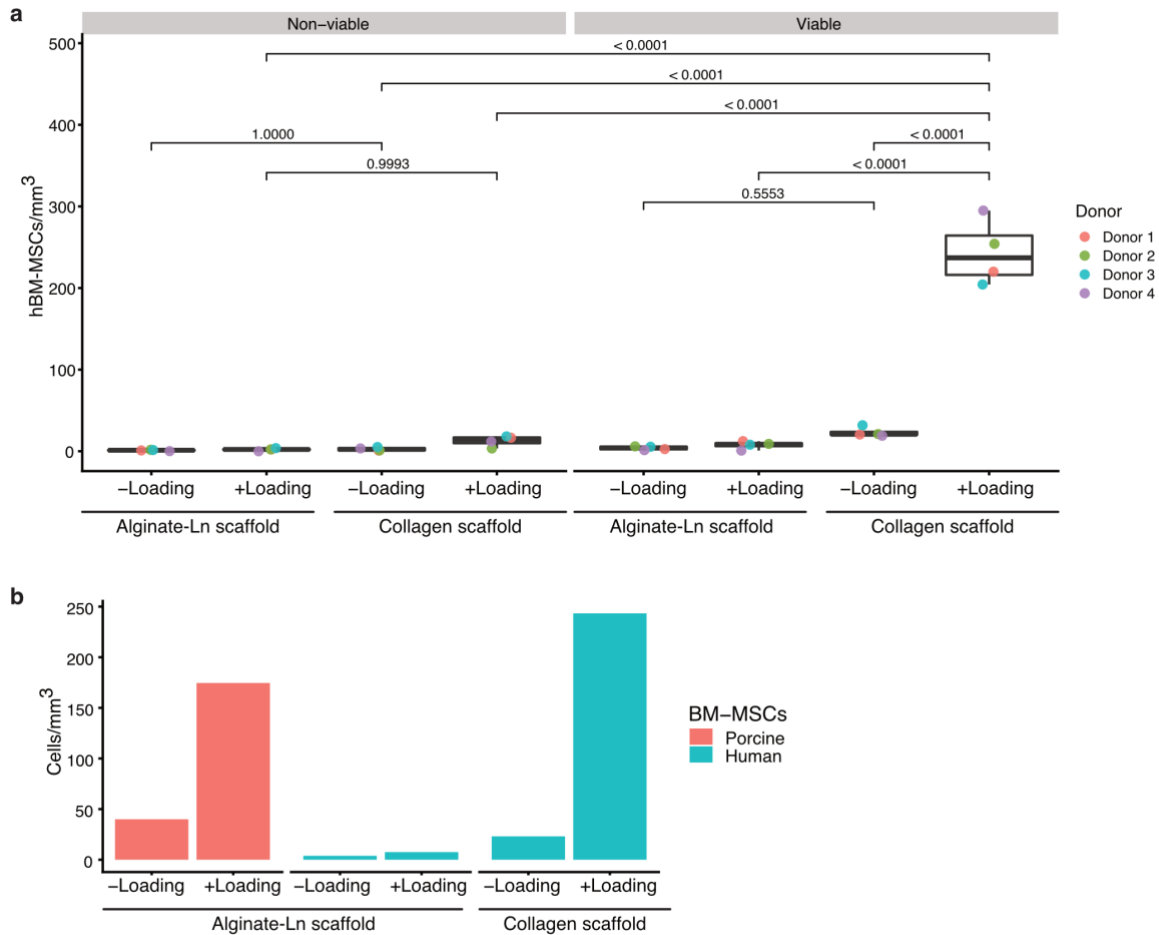 a
Non−viable Viable
500
400
300
200
100
0
hBM-MSCs/mm3
< 0.0001
< 0.0001
< 0.0001
1.0000 < 0.0001
0.9993 < 0.0001
0.5553
Donor
Donor 1
Donor 2
Donor 3
Donor 4
−Loading +Loading −Loading +Loading −Loading +Loading −Loading +Loading
Alginate-Ln scaffold Collagen scaffold Alginate-Ln scaffold Collagen scaffold
b
250
200
150
100
50
0
Cells/mm3
BM−MSCs
Porcine
Human
−Loading +Loading −Loading +Loading −Loading +Loading
Alginate-Ln scaffold Collagen scaffold